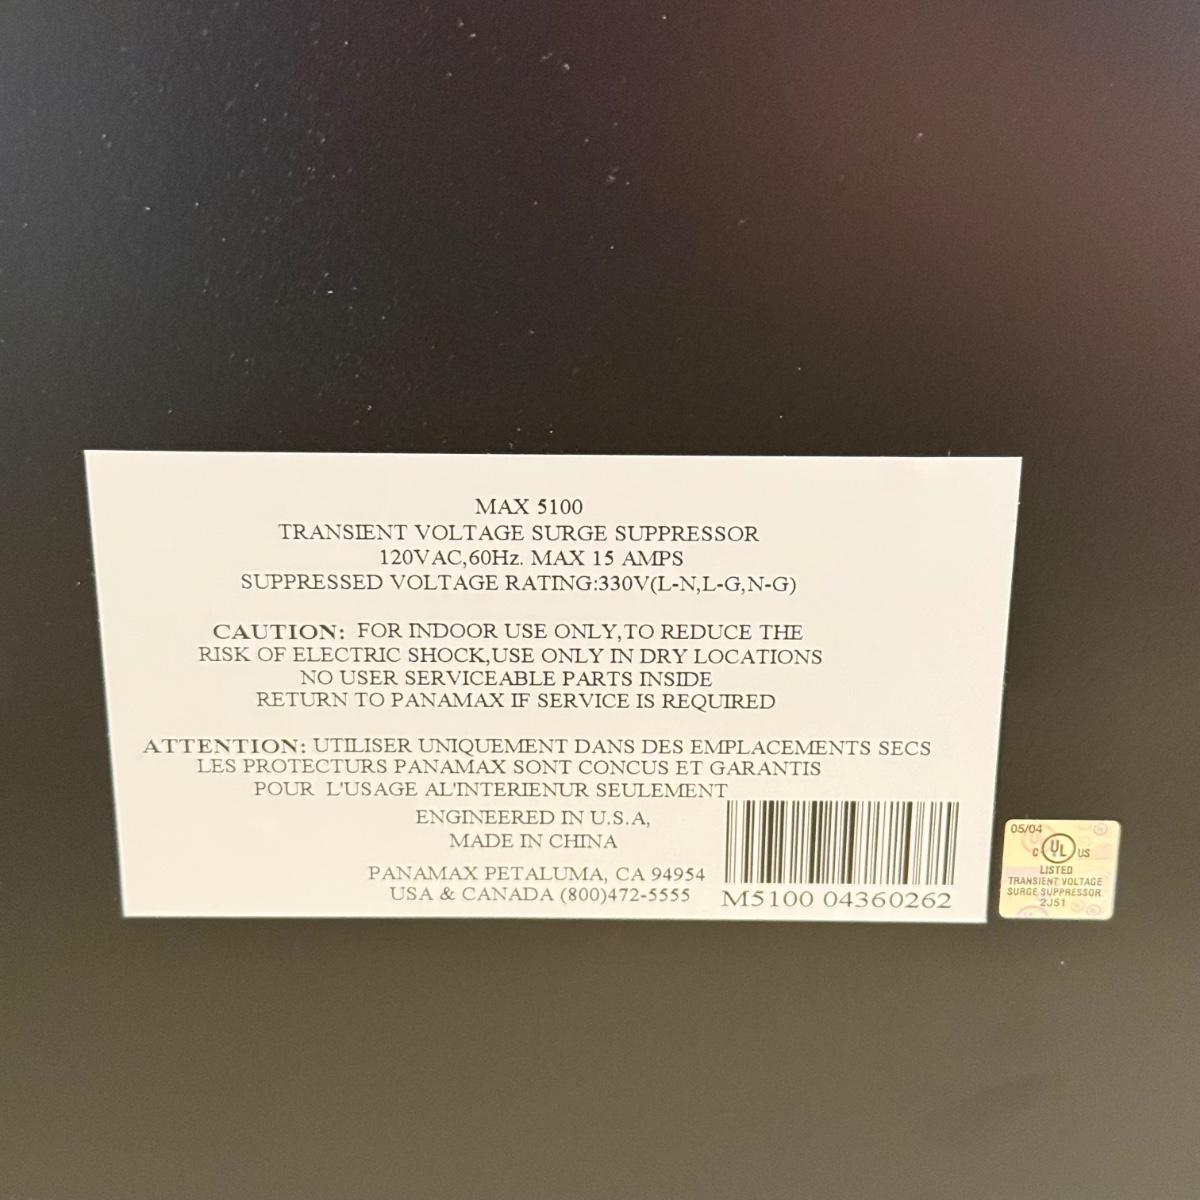 MAX 5100
TRANSIENT VOLTAGE SURGE SUPPRESSOR
120VAC,60Hz. MAX 15 AMPS
SUPPRESSED VOLTAGE RATING:330V(L-N,L-G,N-G)
CAUTION: FOR INDOOR USE ONLY,TO REDUCE THE
RISK OF ELECTRIC SHOCK,USE ONLY IN DRY LOCATIONS
NO USER SERVICEABLE PARTS INSIDE
RETURN TO PANAMAX IF SERVICE IS REQUIRED
ATTENTION: UTILISER UNIQUEMENT DANS DES EMPLACEMENTS SECS
LES PROTECTURS PANAMAX SONT CONCUS ET GARANTIS
POUR L'USAGE AL'INTERIENUR SEULEMENT
ENGINEERED IN U.S.A,
MADE IN CHINA
PANAMAX PETALUMA, CA 94954
USA & CANADA (800)472-5555
M5100 04360262
05/04
C UL US
LISTED
TRANSIENT VOLTAGE
SURGE SUPPRESSOR
2J51